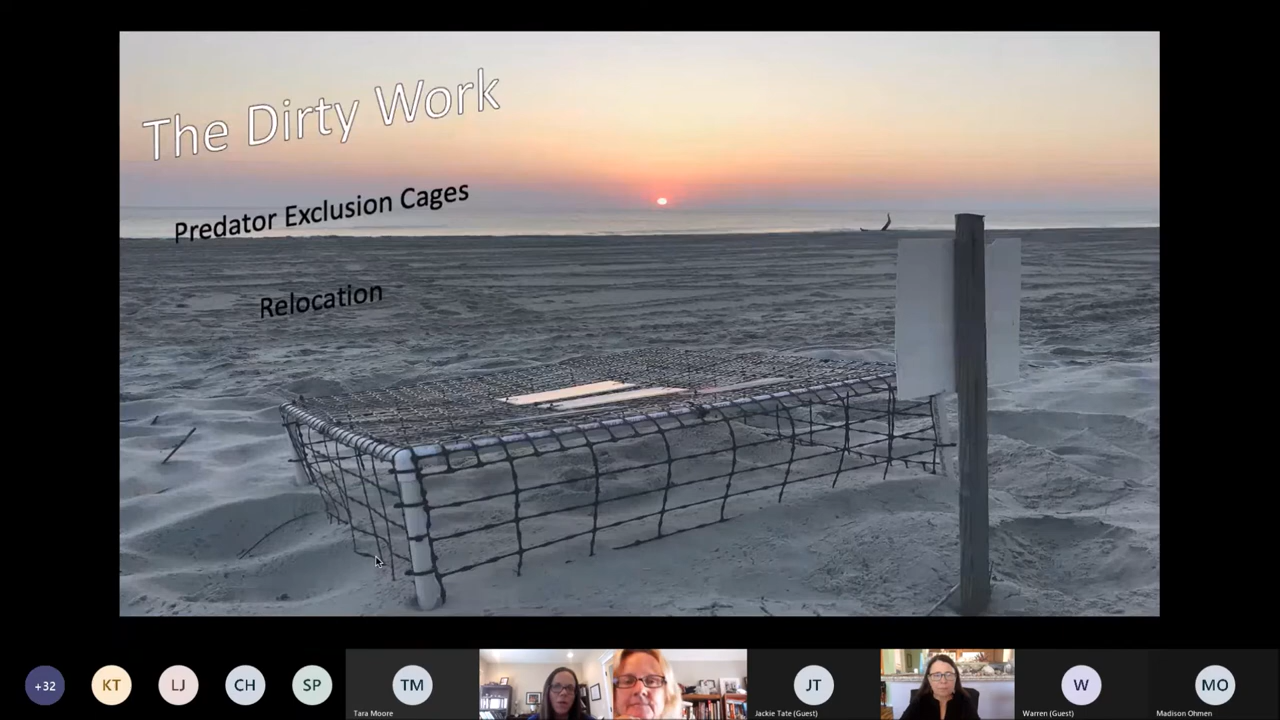 The Dirty Work
Predator Exclusion Cages
Relocation
+32
KT
LJ
CH
SP
TM
Tara Moore
JT
Jackie Tate (Guest)
W
Warren (Guest)
MO
Madison Ohmen